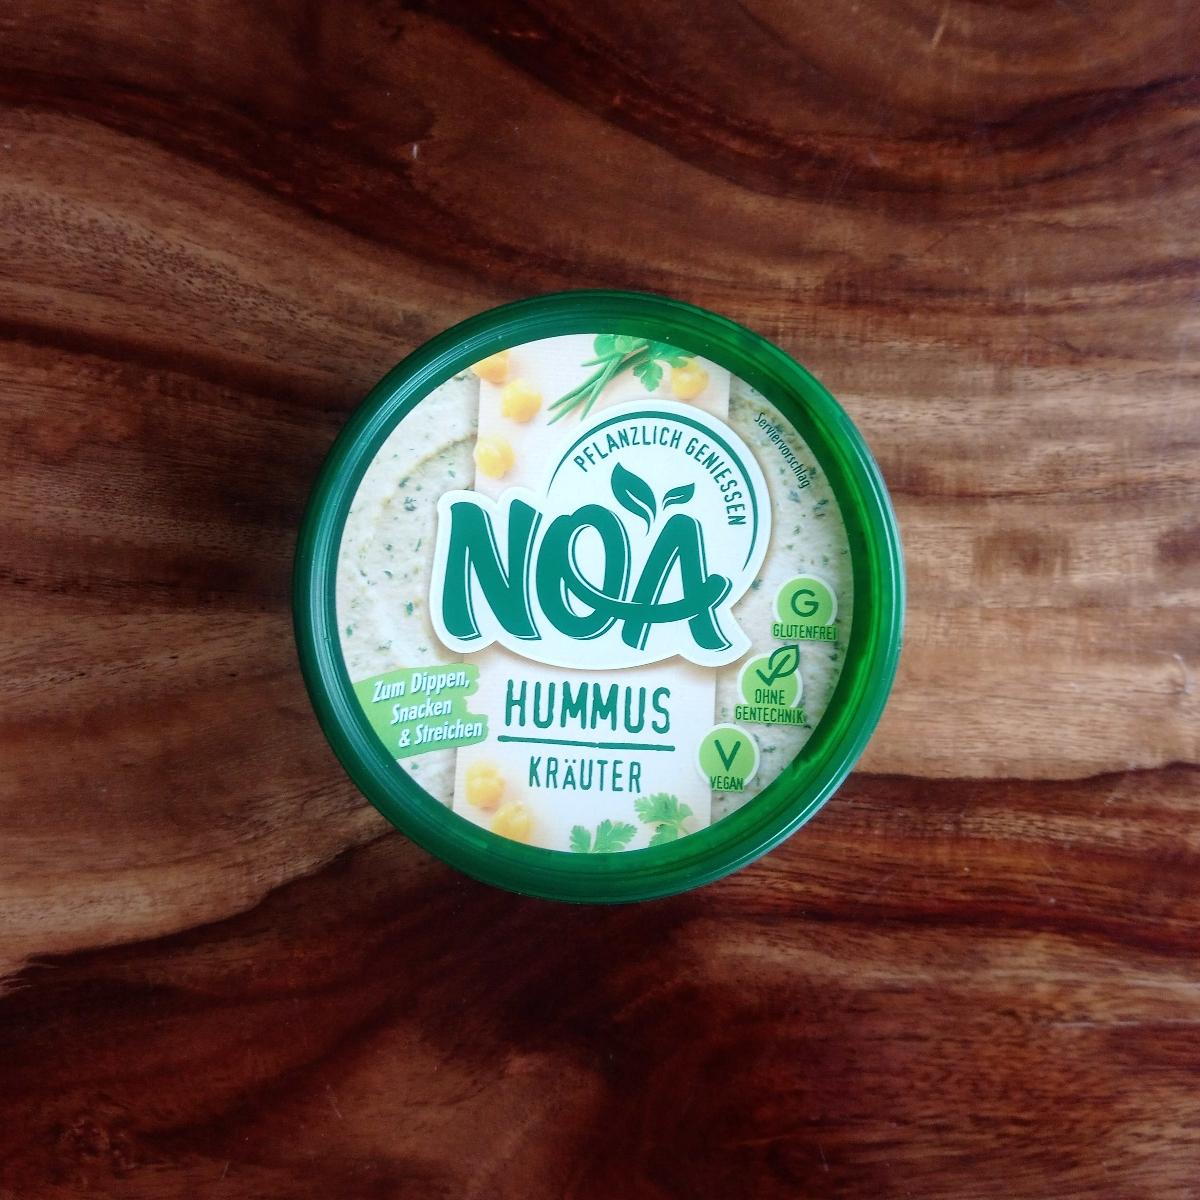 PFLANZLICH GENIESSEN
Serviervorschlag
NOA
GLUTENFREI
OHNE
GENTECHNIK
Zum Dippen,
Snacken
& Streichen
HUMMUS
KRÄUTER
V
VEGAN